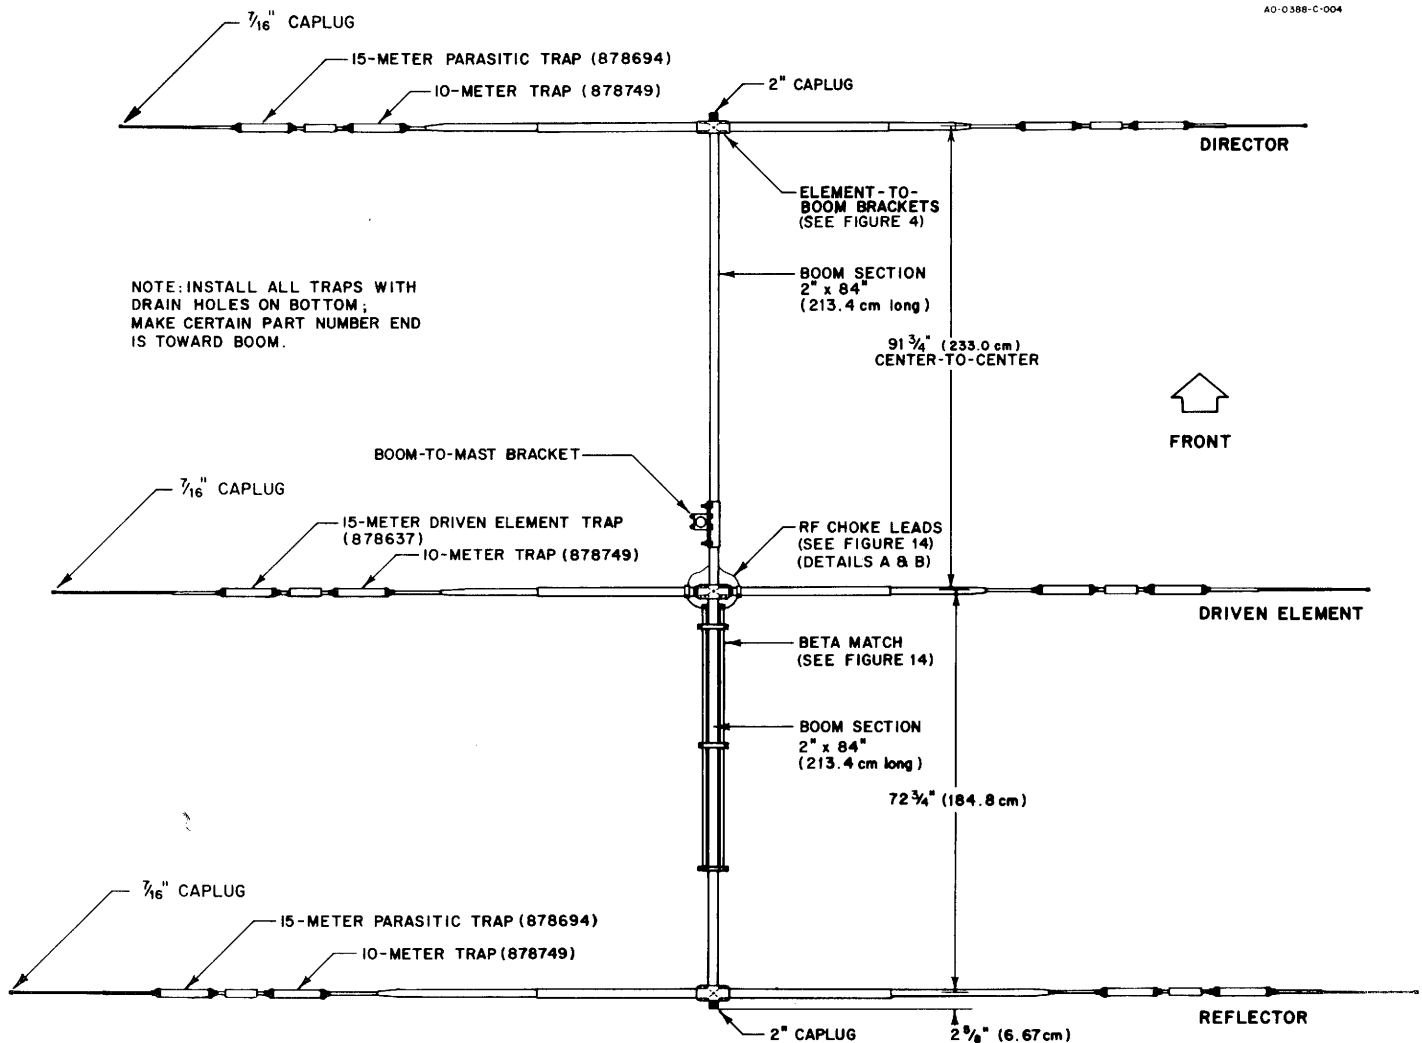 AO-0388-C-004
7/16" CAPLUG
15-METER PARASITIC TRAP (878694)
10-METER TRAP (878749)
2" CAPLUG
DIRECTOR
ELEMENT-TO-
BOOM BRACKETS
(SEE FIGURE 4)
BOOM SECTION
2" x 84"
(213.4 cm long)
NOTE: INSTALL ALL TRAPS WITH
DRAIN HOLES ON BOTTOM;
MAKE CERTAIN PART NUMBER END
IS TOWARD BOOM.
91 3/4" (233.0 cm)
CENTER-TO-CENTER
FRONT
BOOM-TO-MAST BRACKET
7/16" CAPLUG
15-METER DRIVEN ELEMENT TRAP
(878637)
10-METER TRAP (878749)
RF CHOKE LEADS
(SEE FIGURE 14)
(DETAILS A & B)
DRIVEN ELEMENT
BETA MATCH
(SEE FIGURE 14)
BOOM SECTION
2" x 84"
(213.4 cm long)
72 3/4" (184.8 cm)
7/16" CAPLUG
15-METER PARASITIC TRAP (878694)
10-METER TRAP (878749)
REFLECTOR
2" CAPLUG
2 5/8" (6.67 cm)